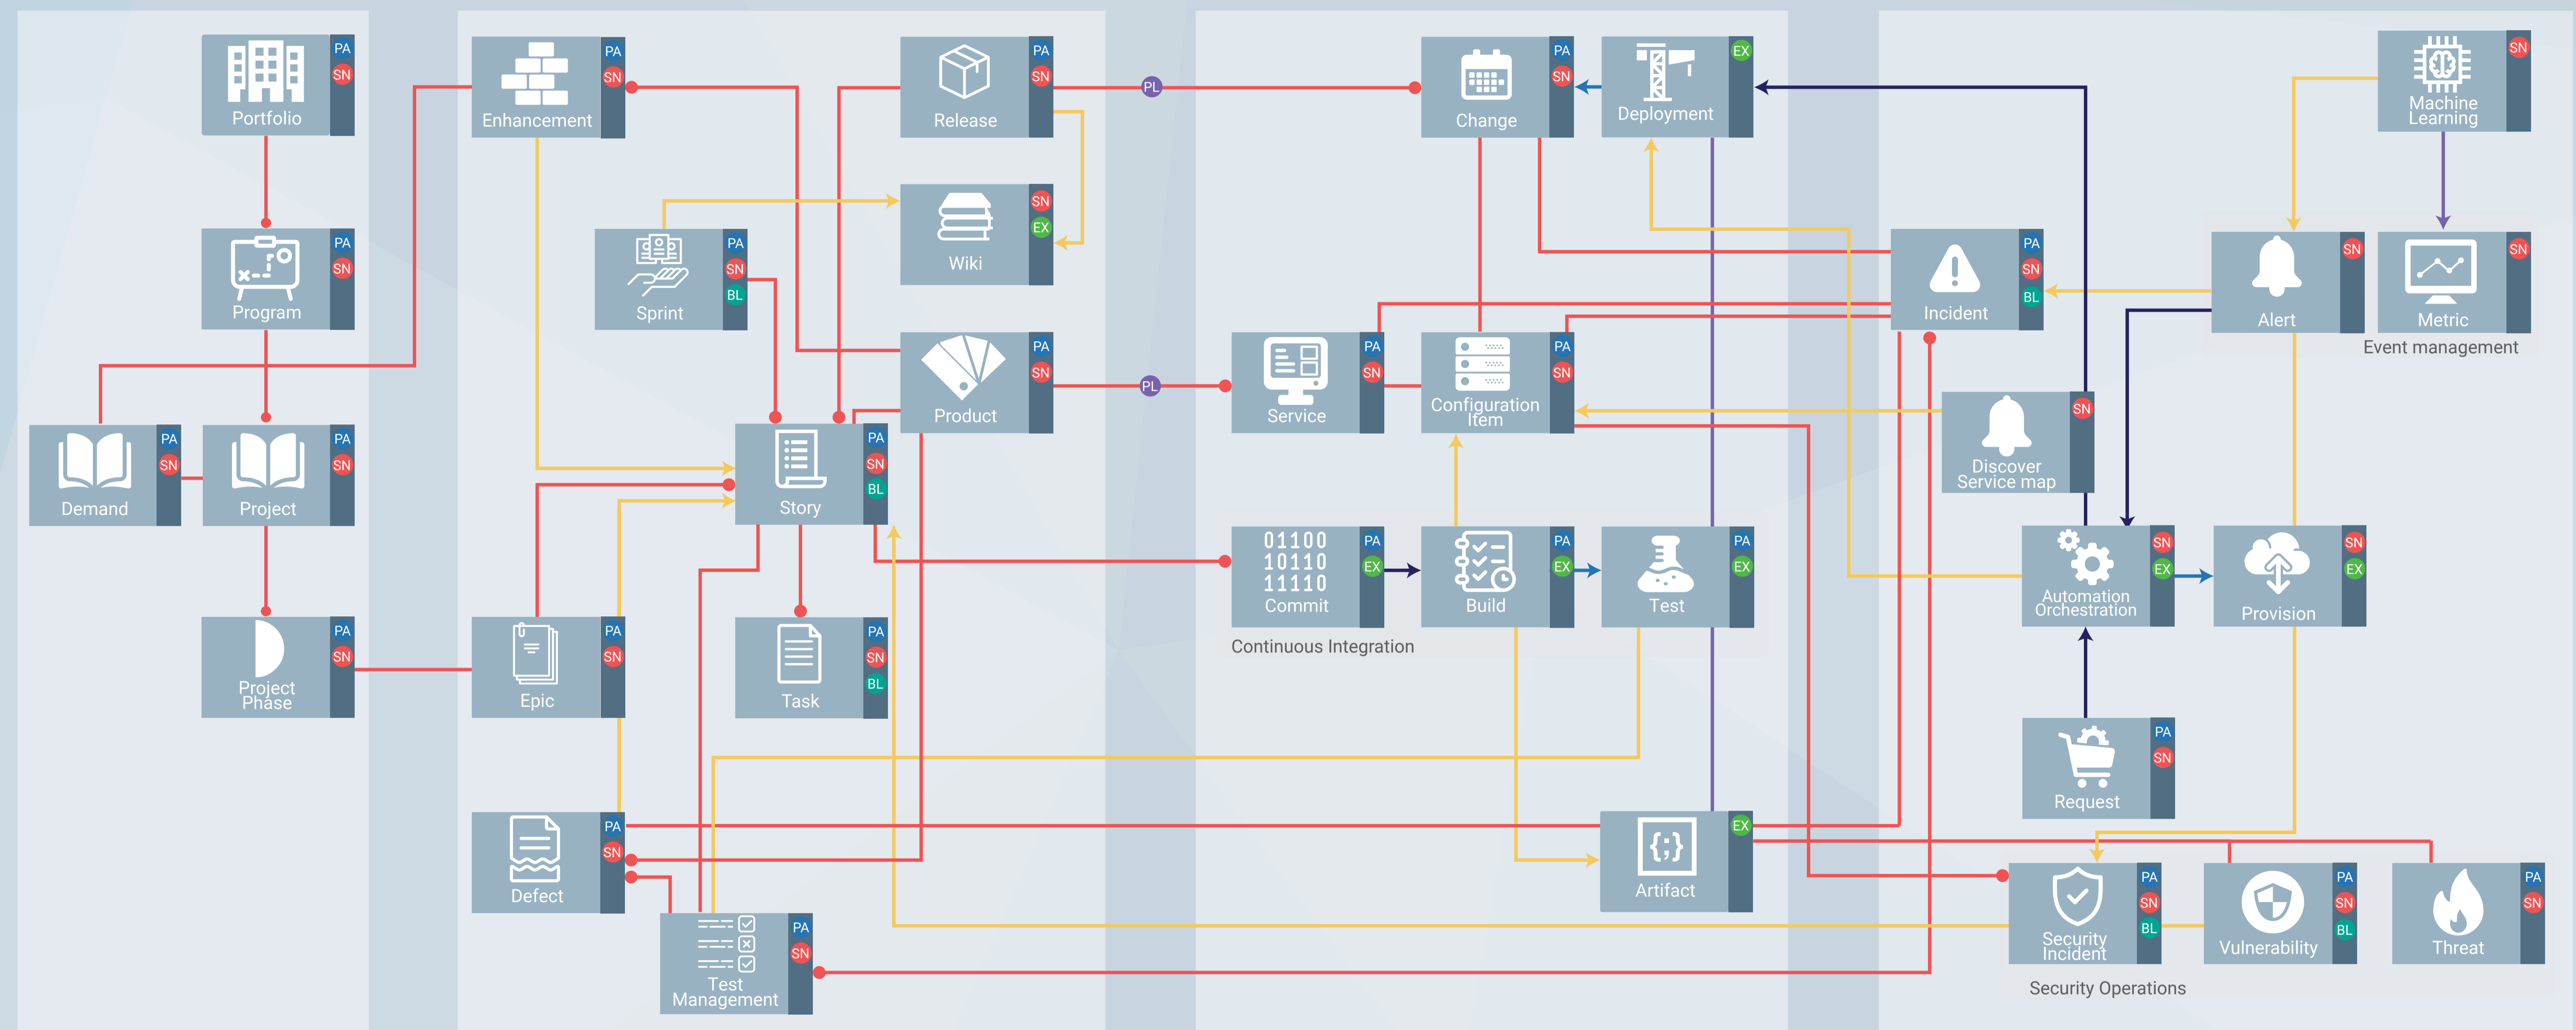 Portfolio
PA
SN
Program
PA
SN
Demand
PA
SN
Project
PA
SN
Project
Phase
PA
SN
Enhancement
PA
SN
Release
PA
SN
PL
Wiki
SN
EX
Sprint
PA
SN
BL
Product
PA
SN
PL
Story
PA
SN
BL
Epic
PA
SN
Task
PA
SN
BL
Defect
PA
SN
Test
Management
PA
SN
Change
PA
SN
Deployment
EX
Service
PA
SN
Configuration
Item
PA
SN
01100
10110
11110
Commit
PA
EX
Build
PA
EX
Test
PA
EX
Continuous Integration
{;}
Artifact
EX
Machine
Learning
SN
Incident
PA
SN
BL
Alert
SN
Metric
SN
Event management
Discover
Service map
SN
Automation
Orchestration
SN
EX
Provision
SN
EX
Request
PA
SN
Security
Incident
PA
SN
BL
Vulnerability
PA
SN
BL
Threat
PA
SN
Security Operations